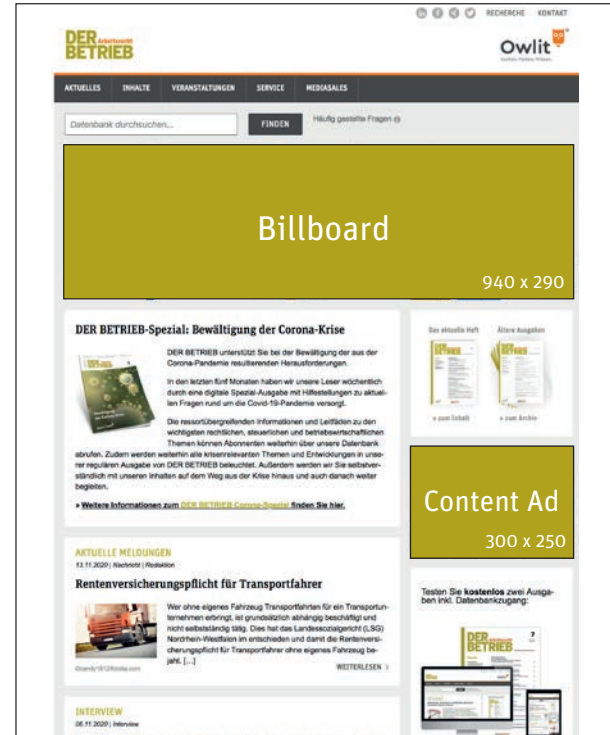 RECHERCHE KONTAKT
DER Arbeitsrecht
BETRIEB
Owlit
AKTUELLES INHALTE VERANSTALTUNGEN SERVICE MEDIASALES
Datenbank durchsuchen...
FINDEN
Häufig gestellte Fragen
Billboard
940 x 290
DER BETRIEB-Spezial: Bewältigung der Corona-Krise
DER BETRIEB unterstützt Sie bei der Bewältigung der aus der
Corona-Pandemie resultierenden Herausforderungen.
In den letzten fünf Monaten haben wir unsere Leser wöchentlich
durch eine digitale Spezial-Ausgabe mit Hilfestellungen zu aktuel-
len Fragen rund um die Covid-19-Pandemie versorgt.
Die ressortübergreifenden Informationen und Leitfäden zu den
wichtigsten rechtlichen, steuerlichen und betriebswirtschaftlichen
Themen können Abonnenten weiterhin über unsere Datenbank
abrufen. Zudem werden weiterhin alle krisenrelevanten Themen und Entwicklungen in unse-
rer regulären Ausgabe von DER BETRIEB beleuchtet. Außerdem werden wir Sie selbstver-
ständlich mit unseren Inhalten auf dem Weg aus der Krise hinaus und auch danach weiter
begleiten.
» Weitere Informationen zum DER BETRIEB Corona-Spezial finden Sie hier.
Das aktuelle Heft Ältere Ausgaben
BETRIEB BETRIEB
» zum Inhalt » zum Archiv
Content Ad
300 x 250
AKTUELLE MELDUNGEN
13.11.2020 | Nachricht | Redaktion
Rentenversicherungspflicht für Transportfahrer
Wer ohne eigenes Fahrzeug Transportfahrten für ein Transportun-
ternehmen erbringt, ist grundsätzlich abhängig beschäftigt und
nicht selbstständig tätig. Dies hat das Landessozialgericht (LSG)
Nordrhein-Westfalen im entschieden und damit die Rentenversi-
cherungspflicht für Transportfahrer ohne eigenes Fahrzeug be-
jaht. [...]
WEITERLESEN
Testen Sie kostenlos zwei Ausga-
ben inkl. Datenbankzugang:
DER
BETRIEB
7
INTERVIEW
06.11.2020 | Interview